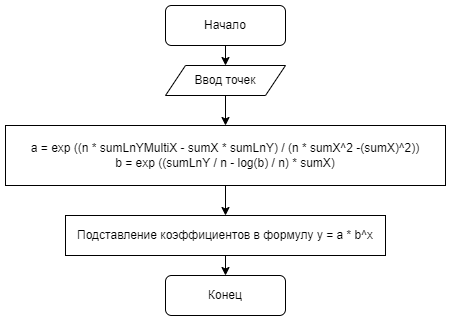 Начало
Ввод точек
a = exp ((n * sumLnYMultiX - sumX * sumLnY) / (n * sumX^2 -(sumX)^2))
b = exp ((sumLnY / n - log(b) / n) * sumX)
Подставление коэффициентов в формулу y = a * b^x
Конец